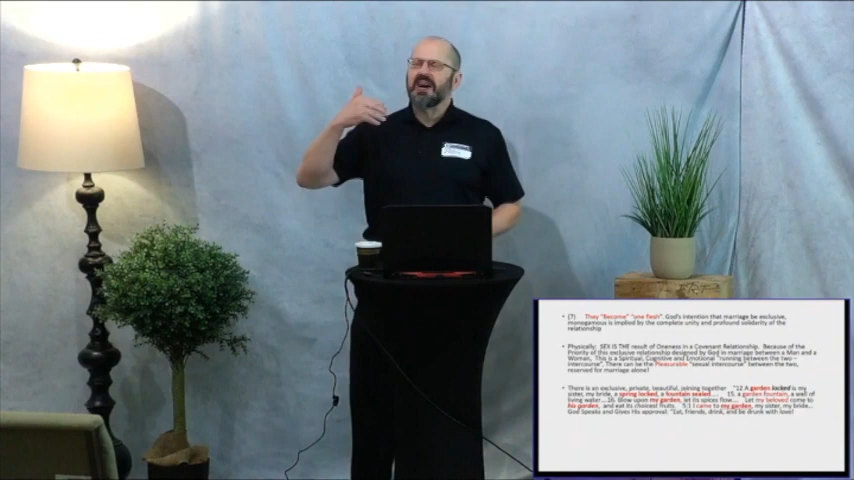 • [7] They "Become" "one flesh". God's intention that marriage be exclusive,
monogamous is implied by the complete unity and profound solidarity of the
relationship
• Physically: SEX IS THE result of Oneness in a Covenant Relationship. Because of the
Priority of this exclusive relationship designed by God in marriage between a Man and a
Woman, This is a Spiritual, Cognitive and Emotional "running between the two –
intercourse", There can be the Pleasurable "sexual intercourse" between the two,
reserved for marriage alone!
• There is an exclusive, private, beautiful, joining together "12 A garden locked is my
sister, my bride, a spring locked, a fountain sealed.... 15. a garden fountain, a well of
living water... 16. Blow upon my garden, let its spices flow... Let my beloved come to
his garden, and eat its choicest fruits. 5:1 I came to my garden, my sister, my bride...
God Speaks and Gives His approval: "Eat, friends, drink, and be drunk with love!